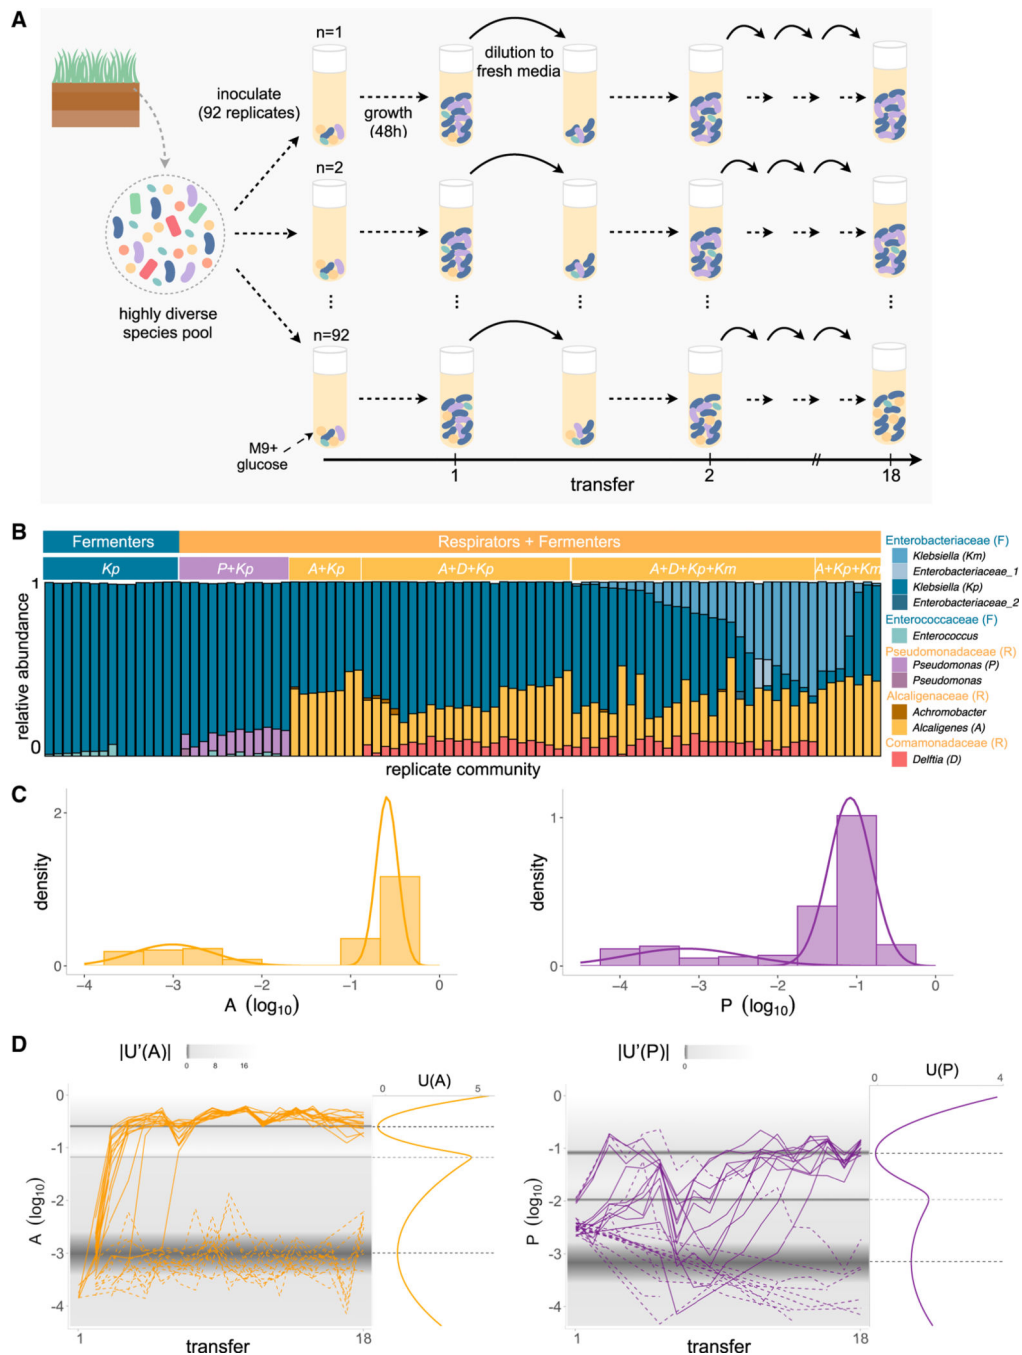 A
n=1
inoculate
(92 replicates)
growth
(48h)
dilution to
fresh media
n=2
highly diverse
species pool
n=92
M9+
glucose
1
2
18
transfer
B
Fermenters
Respirators + Fermenters
Kp
P+Kp
A+Kp
A+D+Kp
A+D+Kp+Km
A+Kp+Km
1
relative abundance
0
replicate community
Enterobacteriaceae (F)
Klebsiella (Km)
Enterobacteriaceae_1
Klebsiella (Kp)
Enterobacteriaceae_2
Enterococcaceae (F)
Enterococcus
Pseudomonadaceae (R)
Pseudomonas (P)
Pseudomonas
Alcaligenaceae (R)
Achromobacter
Alcaligenes (A)
Comamonadaceae (R)
Delftia (D)
C
2
density
0
−4
−3
−2
−1
0
A (log10)
1
density
0
−4
−3
−2
−1
0
P (log10)
D
|U'(A)|
0 8 16
U(A)
0 5
0
-1
-2
-3
-4
A (log10)
1
18
transfer
|U'(P)|
0
U(P)
0 4
0
-1
-2
-3
-4
P (log10)
1
18
transfer